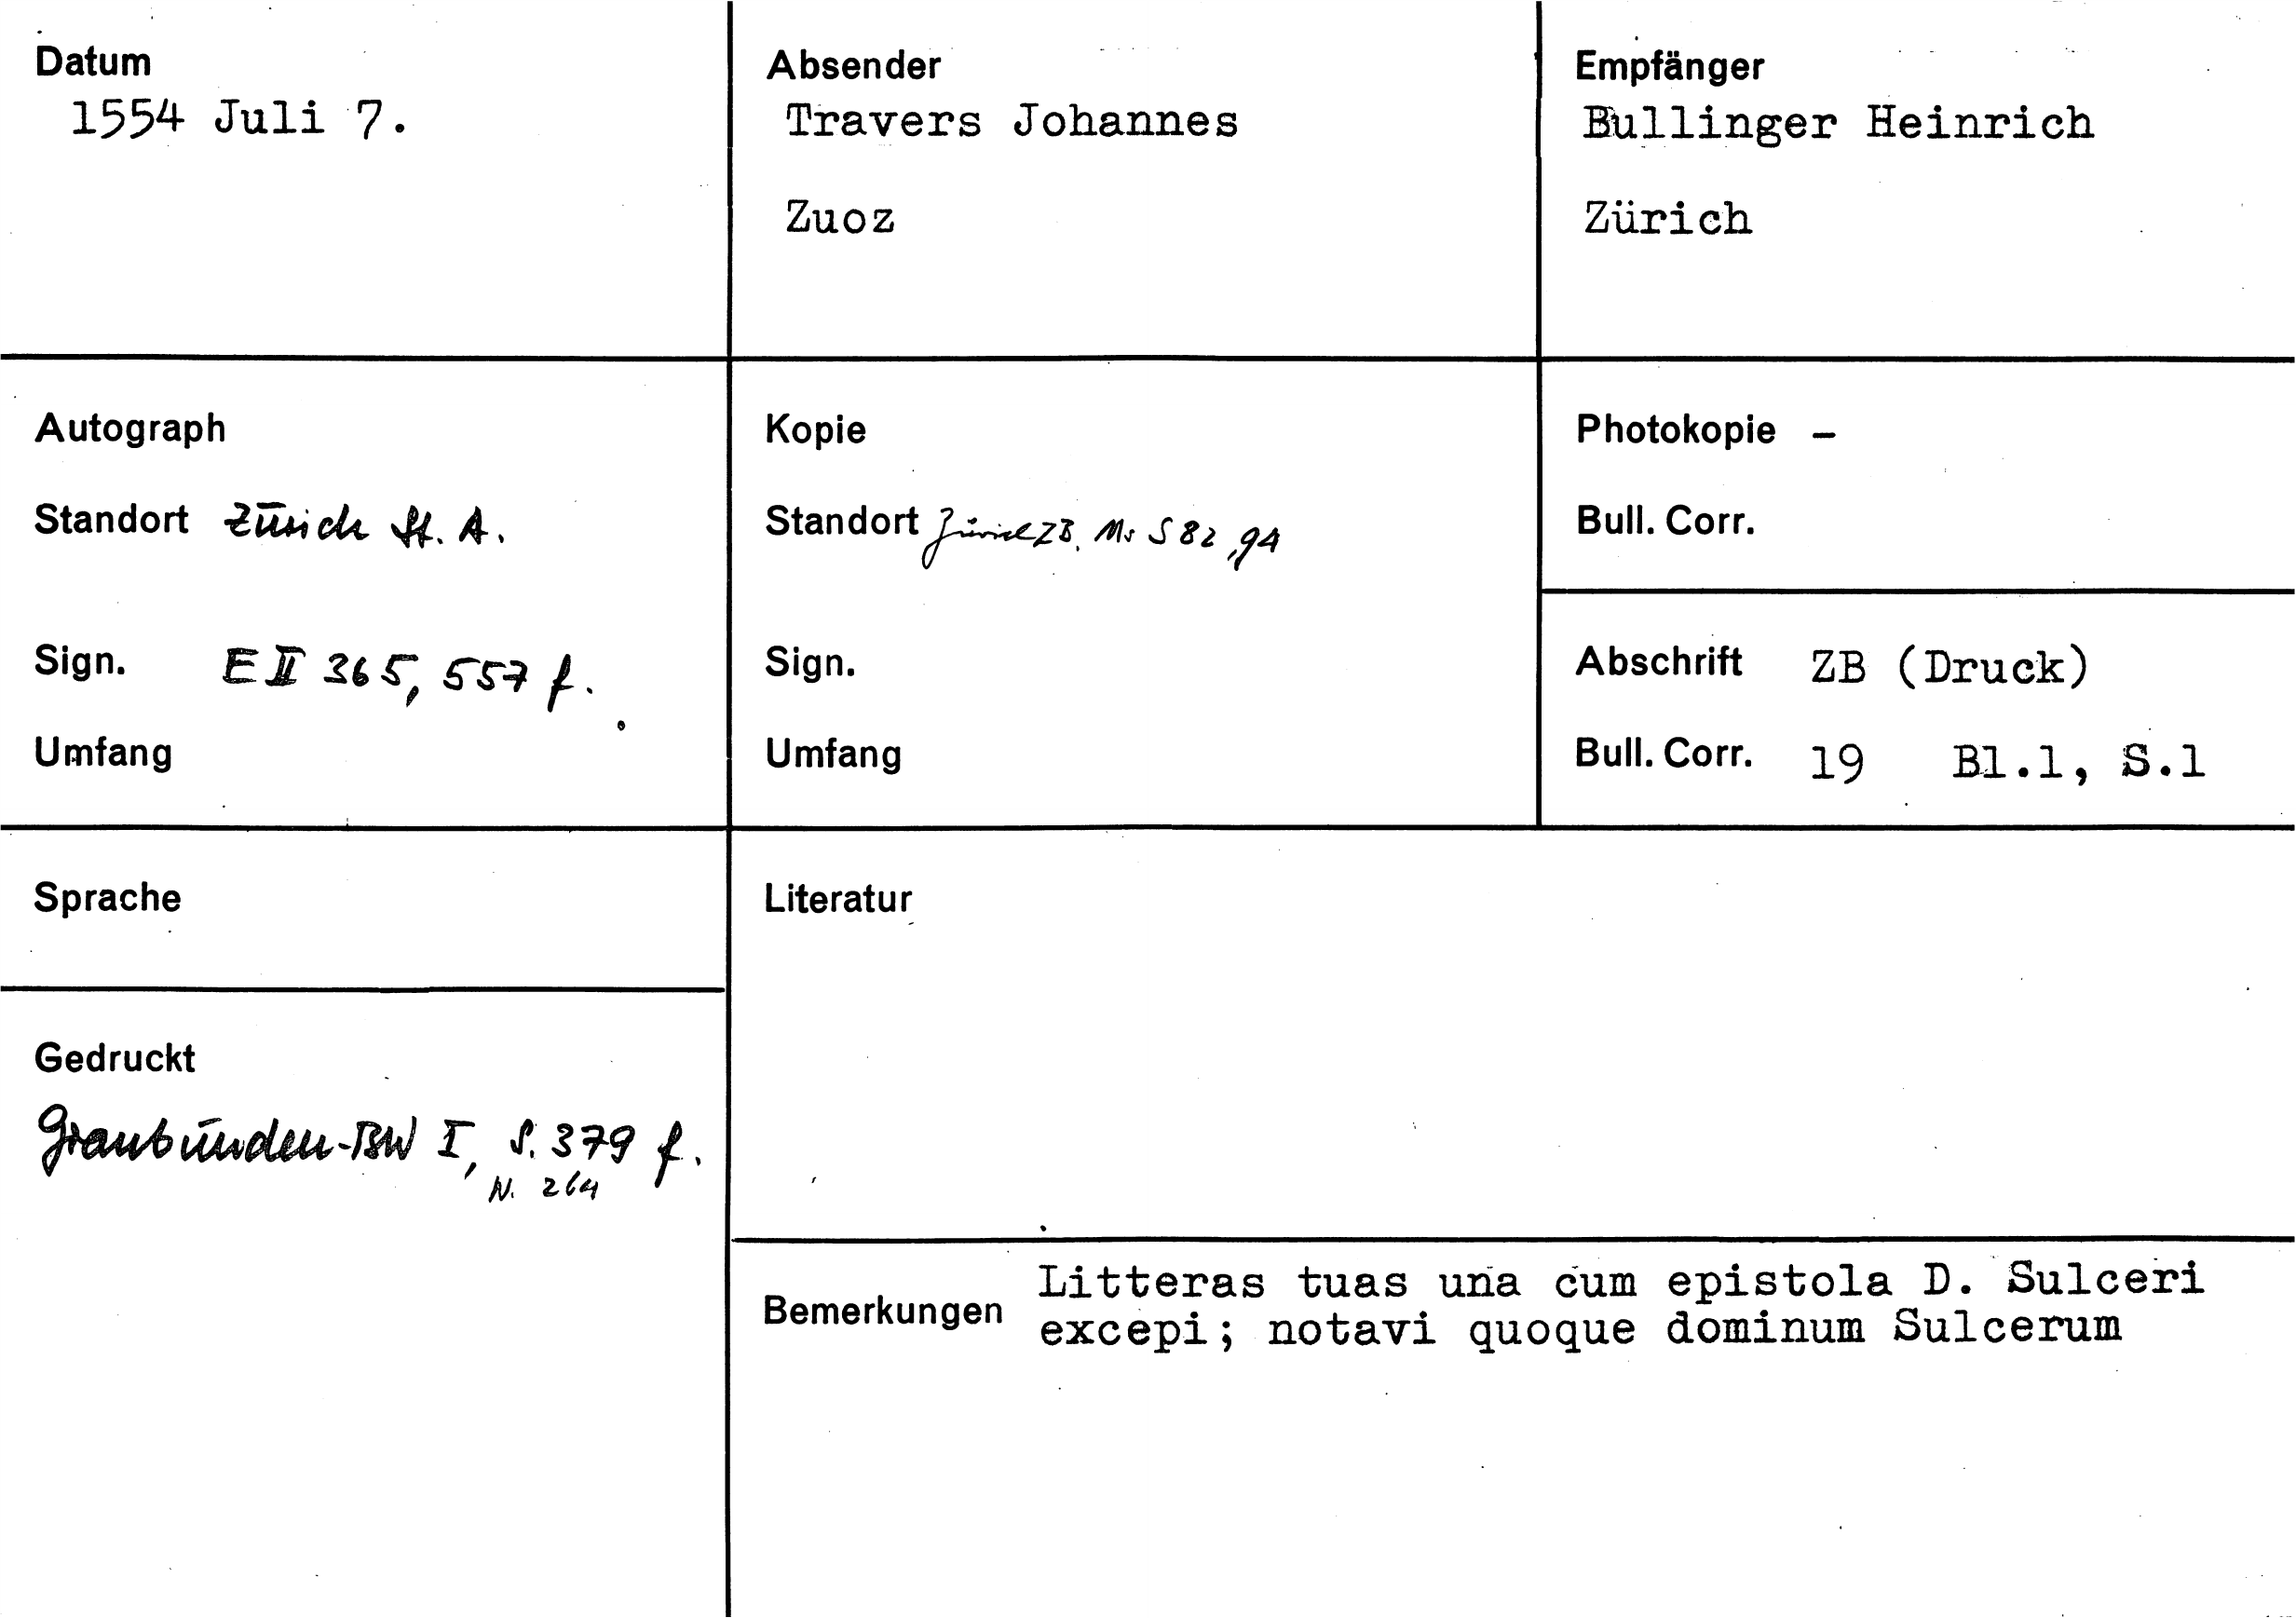 Datum
1554 Juli 7.
Absender
Travers Johannes
Zuoz
Empfänger
Bullinger Heinrich
Zürich
Autograph
Standort Zürich St. A.
Sign. E II 365, 557 f.
Umfang
Kopie
Standort Zürich ZB, Ms S 82, 94
Sign.
Umfang
Photokopie –
Bull. Corr.
Abschrift ZB (Druck)
Bull. Corr. 19 Bl.1, S.1
Sprache
Gedruckt
Graubünden-BW I, S. 379 f.
N. 264
Literatur
Bemerkungen Litteras tuas una cum epistola D. Sulceri
excepi; notavi quoque dominum Sulcerum